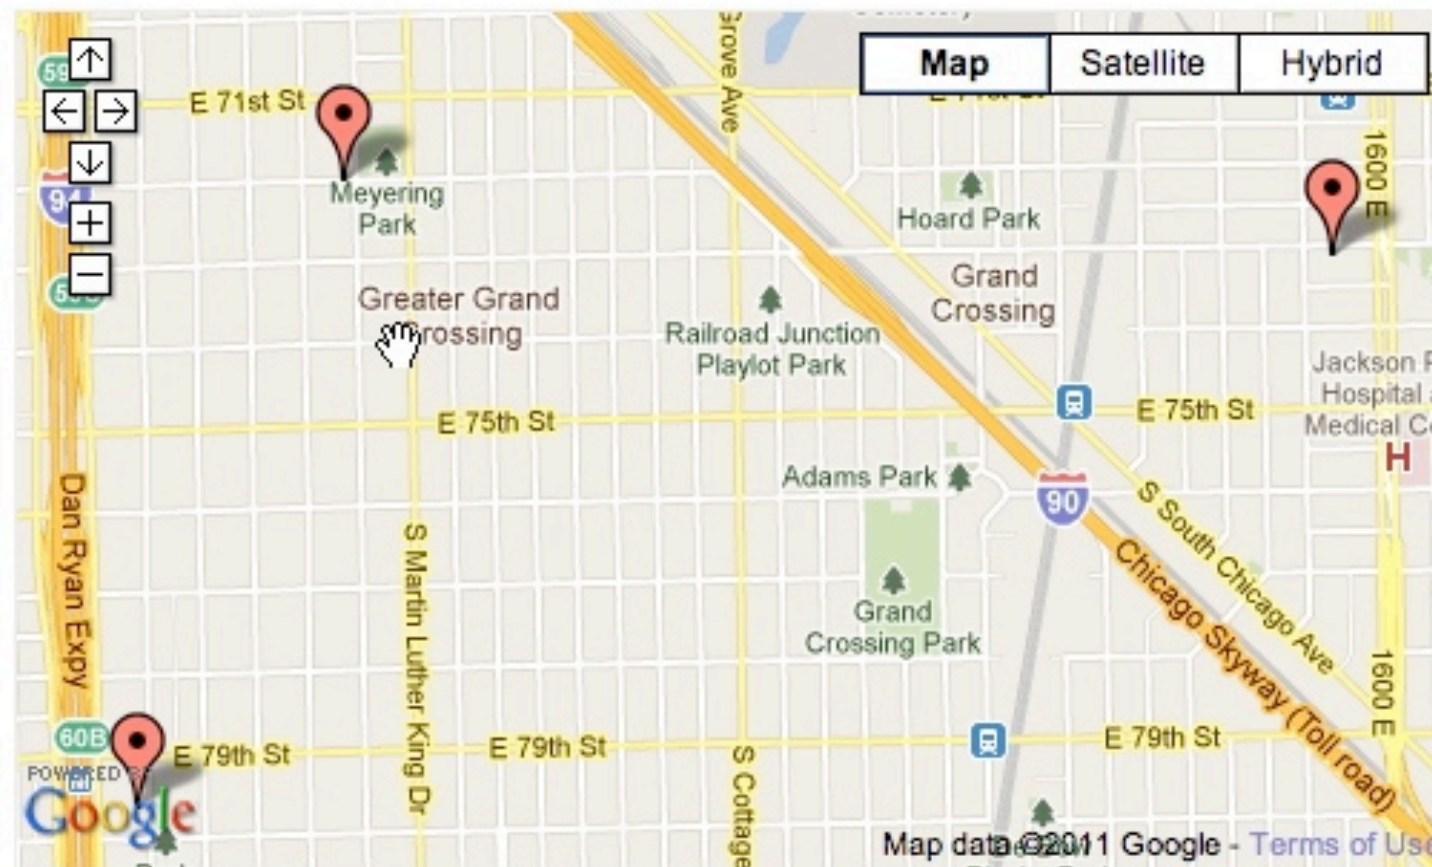 Grove Ave
Map
Satellite
Hybrid
E 71st St
1600 E
94
Meyering
Park
Hoard Park
Greater Grand
Crossing
Grand
Crossing
Railroad Junction
Playlot Park
E 75th St
E 75th St
Jackson
Hospital
Medical
H
Adams Park
90
S South Chicago Ave
Dan Ryan Expy
S Martin Luther King Dr
Chicago Skyway (Toll road)
Grand
Crossing Park
1600 E
60B
E 79th St
E 79th St
E 79th St
S Cottage
POWERED
Google
Map data ©2011 Google - Terms of Use